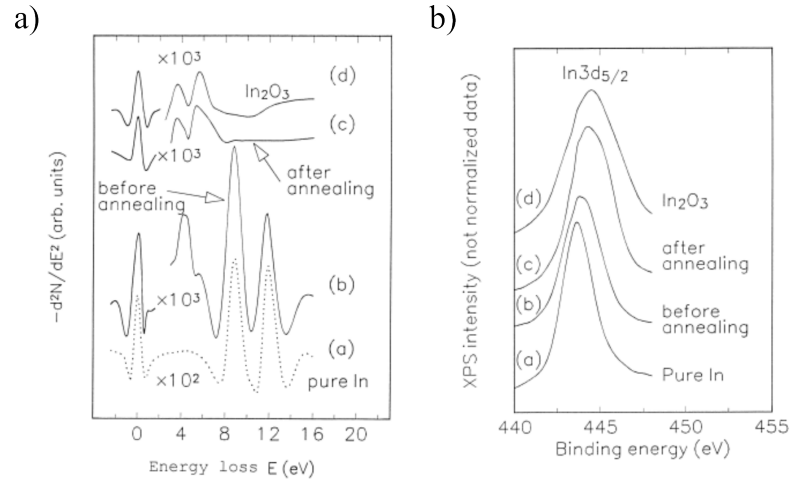 a)
×10³
(d)
In₂O₃
(c)
×10³
before
annealing
after
annealing
(b)
×10³
(a)
×10²
pure In
-d²N/dE² (arb. units)
0 4 8 12 16 20
Energy loss E (eV)
b)
In3d₅/₂
(d)
In₂O₃
(c)
after
annealing
(b)
before
annealing
(a)
Pure In
XPS intensity (not normalized data)
440 445 450 455
Binding energy (eV)